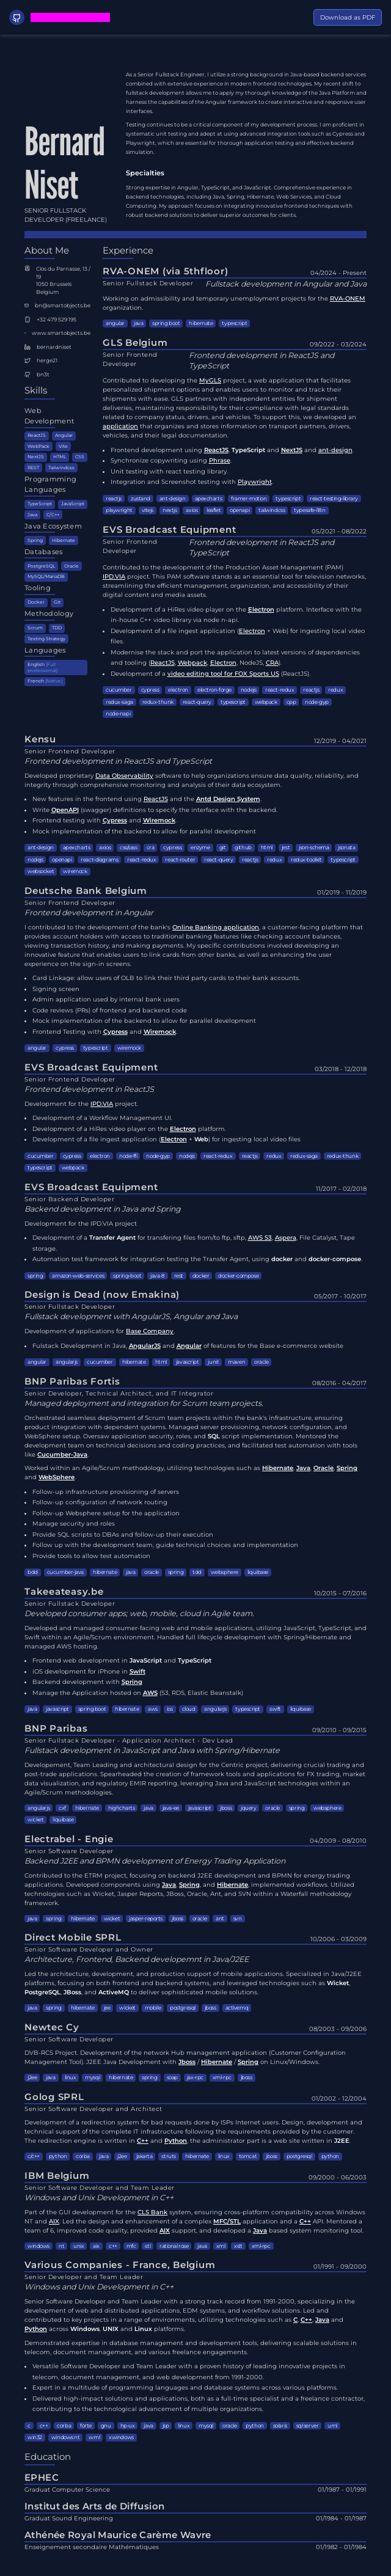 Download as PDF
Bernard
Niset
SENIOR FULLSTACK
DEVELOPER (FREELANCE)
As a Senior Fullstack Engineer, I utilize a strong background in Java-based backend services
combined with extensive experience in modern frontend technologies. My recent shift to
fullstack development allows me to apply my thorough knowledge of the Java Platform and
harness the capabilities of the Angular framework to create interactive and responsive user
interfaces.
Testing continues to be a critical component of my development process. I am proficient in
systematic unit testing and adept at using advanced integration tools such as Cypress and
Playwright, which are essential for thorough application testing and effective backend
simulation.
Specialties
Strong expertise in Angular, TypeScript, and JavaScript. Comprehensive experience in
backend technologies, including Java, Spring, Hibernate, Web Services, and Cloud
Computing. My approach focuses on integrating modern frontend techniques with
robust backend solutions to deliver superior outcomes for clients.
About Me
Clos du Parnasse, 13 /
19
1050 Brussels
Belgium
bn@smartobjects.be
+32 479 529 195
www.smartobjects.be
bernardniset
herge21
bn3t
Skills
Web
Development
ReactJS Angular
WebPack Vite
NextJS HTML CSS
REST Tailwindcss
Programming
Languages
TypeScript JavaScript
Java C/C++
Java Ecosystem
Spring Hibernate
Databases
PostgreSQL Oracle
MySQL/MariaDB
Tooling
Docker Git
Methodology
Scrum TDD
Testing Strategy
Languages
English (Full
professional)
French (Native)
Experience
RVA-ONEM (via 5thfloor)
04/2024 - Present
Senior Fullstack Developer
Fullstack development in Angular and Java
Working on admissibility and temporary unemployment projects for the RVA-ONEM
organization.
angular java spring boot hibernate typescript
GLS Belgium
09/2022 - 03/2024
Senior Frontend
Developer
Frontend development in ReactJS and
TypeScript
Contributed to developing the MyGLS project, a web application that facilitates
personalized shipment options and order delivery status and more
shipment with ease, GLS portal
compliance with the labeling and legal standards
related to company status, drivers, and
application that
vehicles, and other relevant information.
Frontend development using ReactJS, TypeScript and NextJS and ant-design.
Synchronize copywriting using Phrase.
Unit testing with react testing library.
Integration and Screenshot testing with Playwright.
reactjs zustand ant-design apexcharts framer-motion typescript react-testing-library
playwright vitejs nextjs axios leaflet openapi tailwindcss typesafe-i18n
EVS Broadcast Equipment
05/2021 - 08/2022
Senior Frontend
Developer
Frontend development in ReactJS and
TypeScript
Contributed to EVS' main Production Asset Management (PAM)
IPD.VIA project. This PAM software
streamlining the efficient management, organization, and accessibility of their
digital content and media assets.
Development of a HiRes video player on the Electron platform. Interface with the
in-house C++ video library via node n-api.
Development of a file ingest application (Electron + Web) for ingesting local video
files.
Modernize the stack and port the application to latest versions of dependencies
and tooling (ReactJS, Webpack, Electron, NodeJS, CRA).
Development of a video editing tool for FOX Sports US (ReactJS).
cucumber cypress electron electron-forge nodejs react-redux reactjs redux
redux-saga redux-thunk react-query typescript webpack cpp node-gyp
node-napi
Kensu
12/2019 - 04/2021
Senior Frontend Developer
Frontend development in ReactJS and TypeScript
Developed proprietary Data Observability software to help organizations ensure data quality, reliability, and
integrity through comprehensive monitoring and analysis of their data ecosystem.
New features in the frontend using ReactJS and the Antd Design System.
Write OpenAPI (swagger) definitions to specify the interface with the backend.
Frontend testing with Cypress and Wiremock.
Mock implementation of the backend to allow for parallel development
ant-design apexcharts axios css/sass cra cypress enzyme git github html jest json-schema jsonata
nodejs openapi react-diagrams react-redux react-router react-query reactjs redux redux-toolkit typescript
websocket wiremock
Deutsche Bank Belgium
01/2019 - 11/2019
Senior Frontend Developer
Frontend development in Angular
I contributed to the development of the bank's Online Banking application, a customer-facing platform that
provides users with traditional banking features like checking account balances,
viewing transaction history, and making payments. My specific contributions involved developing an
innovative feature that enables users to link cards from other banks, as well as enhancing the user
experience on the sign-in screens.
Card Linkage: allow users of OLB to link their third party cards to their bank accounts.
Signing screen
Admin application used by internal bank users
Code reviews (PRs) of frontend and backend code
Mock implementation of the backend to allow for parallel development
Frontend Testing with Cypress and Wiremock.
angular cypress typescript wiremock
EVS Broadcast Equipment
03/2018 - 12/2018
Senior Frontend Developer
Frontend development in ReactJS
Development for the IPD.VIA project.
Development of a Workflow Management UI.
Development of a HiRes video player on the Electron platform.
Development of a file ingest application (Electron + Web) for ingesting local video files
cucumber cypress electron node-ffi node-gyp nodejs react-redux reactjs redux redux-saga redux-thunk
typescript webpack
EVS Broadcast Equipment
11/2017 - 02/2018
Senior Backend Developer
Backend development in Java and Spring
Development for the IPD.VIA project
Development of a Transfer Agent for transfering files from/to ftp, sftp, AWS S3, Aspera, File Catalyst, Tape
storage.
Automation test framework for integration testing the Transfer Agent, using docker and docker-compose.
spring amazon-web-services spring-boot java-8 rest docker docker-compose
Design is Dead (now Emakina)
05/2017 - 10/2017
Senior Fullstack Developer
Fullstack development with AngularJS, Angular and Java
Development of applications for Base Company.
Fullstack Development in Java, AngularJS and Angular of features for the Base e-commerce website
angular angularjs cucumber hibernate html javascript junit maven oracle
BNP Paribas Fortis
08/2016 - 04/2017
Senior Developer, Technical Architect, and IT Integrator
Managed deployment and integration for Scrum team projects.
Orchestrated seamless deployment of Scrum team projects within the bank's infrastructure, ensuring
product integration with dependent systems. Managed server provisioning, network configuration, and
WebSphere setup. Oversaw application security, roles, and SQL script implementation. Mentored the
development team on technical decisions and coding practices, and facilitated test automation with tools
like Cucumber-Java.
Worked within an Agile/Scrum methodology, utilizing technologies such as Hibernate, Java, Oracle, Spring
and WebSphere.
Follow-up infrastructure provisioning of servers
Follow-up configuration of network routing
Follow-up Websphere setup for the application
Manage security and roles
Provide SQL scripts to DBAs and follow-up their execution
Follow up with the development team, guide technical choices and implementation
Provide tools to allow test automation
bdd cucumber-java hibernate java oracle spring tdd websphere liquibase
Takeeateasy.be
10/2015 - 07/2016
Senior Fullstack Developer
Developed consumer apps; web, mobile, cloud in Agile team.
Developed and managed consumer-facing web and mobile applications, utilizing JavaScript, TypeScript, and
Swift within an Agile/Scrum environment. Handled full lifecycle development with Spring/Hibernate and
managed AWS hosting.
Frontend web development in JavaScript and TypeScript
iOS development for iPhone in Swift
Backend development with Spring
Manage the Application hosted on AWS (S3, RDS, Elastic Beanstalk)
java javascript spring-boot hibernate aws ios cloud angularjs typescript swift liquibase
BNP Paribas
09/2010 - 09/2015
Senior Fullstack Developer - Application Architect - Dev Lead
Fullstack development in JavaScript and Java with Spring/Hibernate
Development, Team Leading and architectural design for the Centric project, delivering crucial trading and
post-trade applications. Spearheaded the creation of frontend tools and applications for FX trading, market
data visualization, and regulatory EMIR reporting, leveraging Java and JavaScript technologies within an
Agile/Scrum methodologies.
angularjs cxf hibernate highcharts java java-ee javascript jboss jquery oracle spring websphere
wicket liquibase
Electrabel - Engie
04/2009 - 08/2010
Senior Software Developer
Backend J2EE and BPMN development of Energy Trading Application
Contributed to the ETRM project, focusing on backend J2EE development and BPMN for energy trading
applications. Developed components using Java, Spring, and Hibernate, implemented workflows. Utilized
technologies such as Wicket, Jasper Reports, JBoss, Oracle, Ant, and SVN within a Waterfall methodology
framework.
java spring hibernate wicket jasper-reports jboss oracle ant svn
Direct Mobile SPRL
10/2006 - 03/2009
Senior Software Developer and Owner
Architecture, Frontend, Backend developemnt in Java/J2EE
Led the architecture, development, and production support of mobile applications. Specialized in Java/J2EE
platforms, focusing on both frontend and backend systems, and leveraged technologies such as Wicket,
PostgreSQL, JBoss, and ActiveMQ to deliver sophisticated mobile solutions.
java spring hibernate jee wicket mobile postgresql jboss activemq
Newtec Cy
08/2003 - 09/2006
Senior Software Developer
DVB-RCS Project. Development of the Network Hub management application (Customer Configuration
Management Tool). J2EE Java Development with Jboss / Hibernate / Spring on Linux/Windows.
j2ee java linux mysql hibernate spring soap jax-rpc xml-rpc jboss
Golog SPRL
01/2002 - 12/2004
Senior Software Developer and Architect
Development of a redirection system for bad requests done by ISPs Internet users. Design, development
and technical contact with the customer. Production and support of the running system by the customer.
The redirection engine is written in C++ and Python, the administrator part is a web site written in J2EE.
c/c++ python corba java j2ee jakarta struts hibernate linux tomcat jboss postgresql python
IBM Belgium
09/2000 - 06/2003
Senior Software Developer and Team Leader
Windows and Unix Development in C++
Part of the GUI development for the CLS Bank system, ensuring cross-platform compatibility across Windows
NT and AIX. Led the design and enhancement of a complex MFC/STL application and a C++ API. Mentored a
team of 6, improved code quality, provided AIX support, and developed a Java based system monitoring tool.
windows nt unix aix c++ mfc stl rational rose java xml xslt xml-rpc
Various Companies - France, Belgium
01/1991 - 09/2000
Senior Developer and Team Leader
Windows and Unix Development in C++
Senior Software Developer and Team Leader with a strong track record from 1991-2000, specializing in
development of web and distributed applications, EDM systems, and workflow solutions. Led and
contributed to key projects in a range of environments, utilizing technologies such as C, C++, Java and
Python across Windows, UNIX and Linux platforms.
Demonstrated expertise in database management and development tools, delivering scalable solutions in
telecom, document management, and various freelance engagements.
Versatile Software Developer and Team Leader with a proven history of leading innovative projects in
telecom, document management, and web development from 1991-2000.
Expert in a multitude of programming languages and database systems across various platforms.
Delivered high-impact solutions and applications, both as a full-time specialist and a freelance contractor,
contributing to the technological advancement of multiple organizations.
c c++ corba forte gnu hp-ux java jsp linux mysql oracle python solaris sqlserver uml
win32 windows nt wml xwindows
Education
EPHEC
Graduat Computer Science
01/1987 - 01/1991
Institut des Arts de Diffusion
Graduat Sound Engineering
01/1984 - 01/1987
Athénée Royal Maurice Carème Wavre
Enseignement secondaire Mathématiques
01/1982 - 01/1984